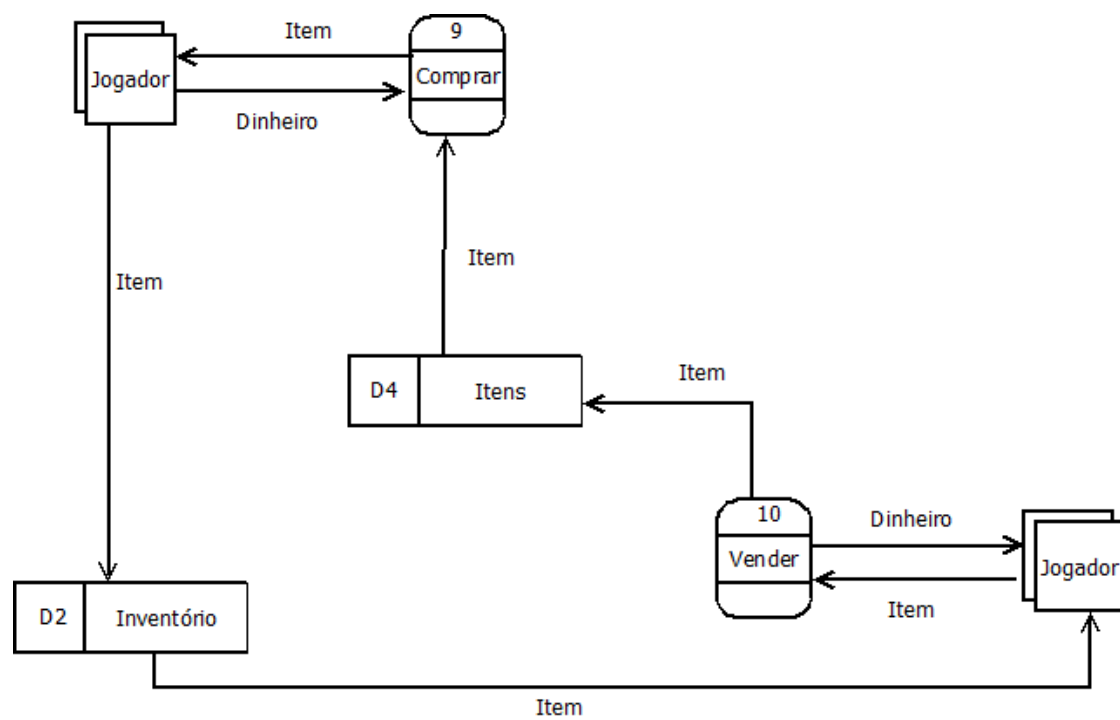 Item
9
Jogador
Comprar
Dinheiro
Item
Item
D4
Itens
Item
10
Dinheiro
Vender
Jogador
Item
D2
Inventório
Item